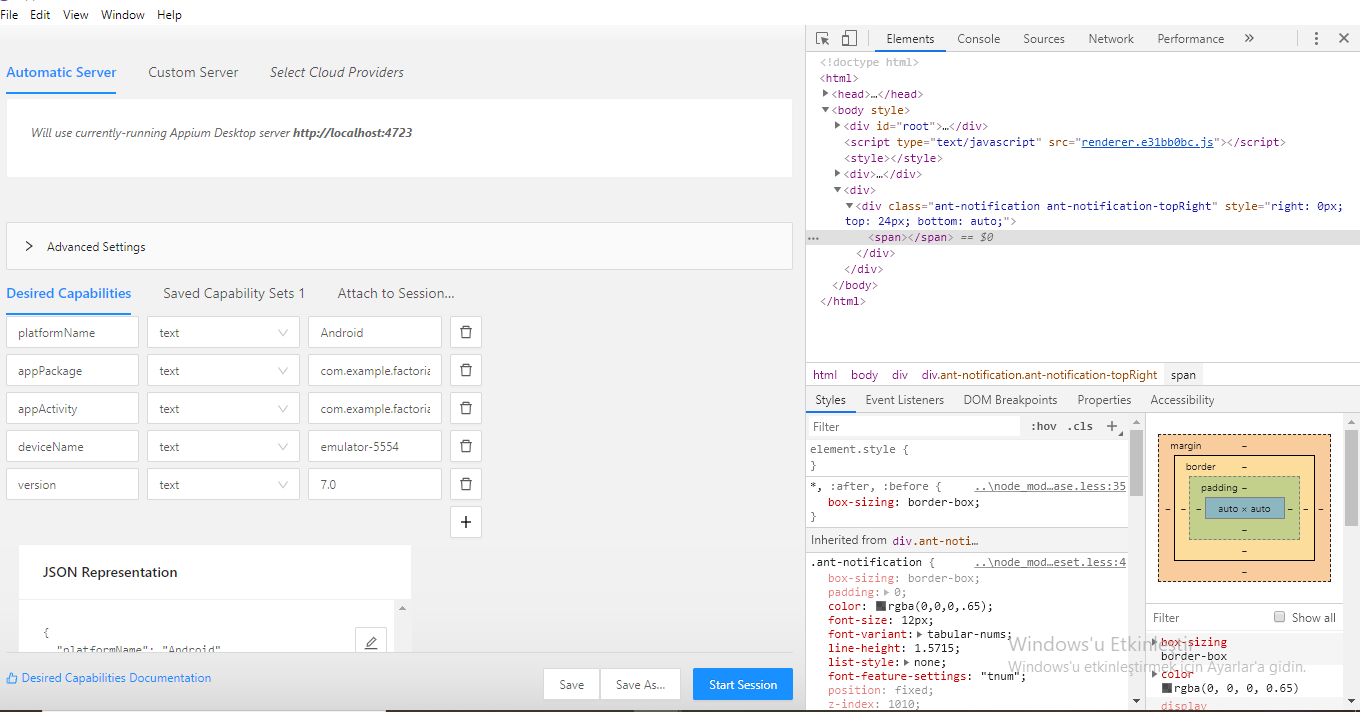 File Edit View Window Help
Automatic Server Custom Server Select Cloud Providers
Will use currently-running Appium Desktop server http://localhost:4723
Advanced Settings
Desired Capabilities Saved Capability Sets 1 Attach to Session...
platformName text Android
appPackage text com.example.factoria
appActivity text com.example.factoria
deviceName text emulator-5554
version text 7.0
+
JSON Representation
{
"platformName": "Android"
Desired Capabilities Documentation
Save Save As... Start Session
Elements Console Sources Network Performance »
<!doctype html>
<html>
<head>…</head>
<body style>
<div id="root">…</div>
<script type="text/javascript" src="renderer.e31bb0bc.js"></script>
<style></style>
<div>…</div>
<div>
<div class="ant-notification ant-notification-topRight" style="right: 0px;
top: 24px; bottom: auto;">
<span></span> == $0
</div>
</div>
</body>
</html>
html body div div.ant-notification.ant-notification-topRight span
Styles Event Listeners DOM Breakpoints Properties Accessibility
Filter :hov .cls +
element.style {
}
*, :after, :before { ..\node_mod…ase.less:35
box-sizing: border-box;
}
Inherited from div.ant-noti…
.ant-notification { ..\node_mod…eset.less:4
box-sizing: border-box;
padding: 0;
color: rgba(0,0,0,.65);
font-size: 12px;
font-variant: tabular-nums;
line-height: 1.5715;
list-style: none;
font-feature-settings: "tnum";
position: fixed;
z-index: 1010;
margin –
border –
padding –
– – – auto × auto – – –
–
–
–
Filter Show all
box-sizing
border-box
color
rgba(0, 0, 0, 0.65)
display
Windows'u Etkinleştir
Windows'u etkinleştirmek için Ayarlar'a gidin.